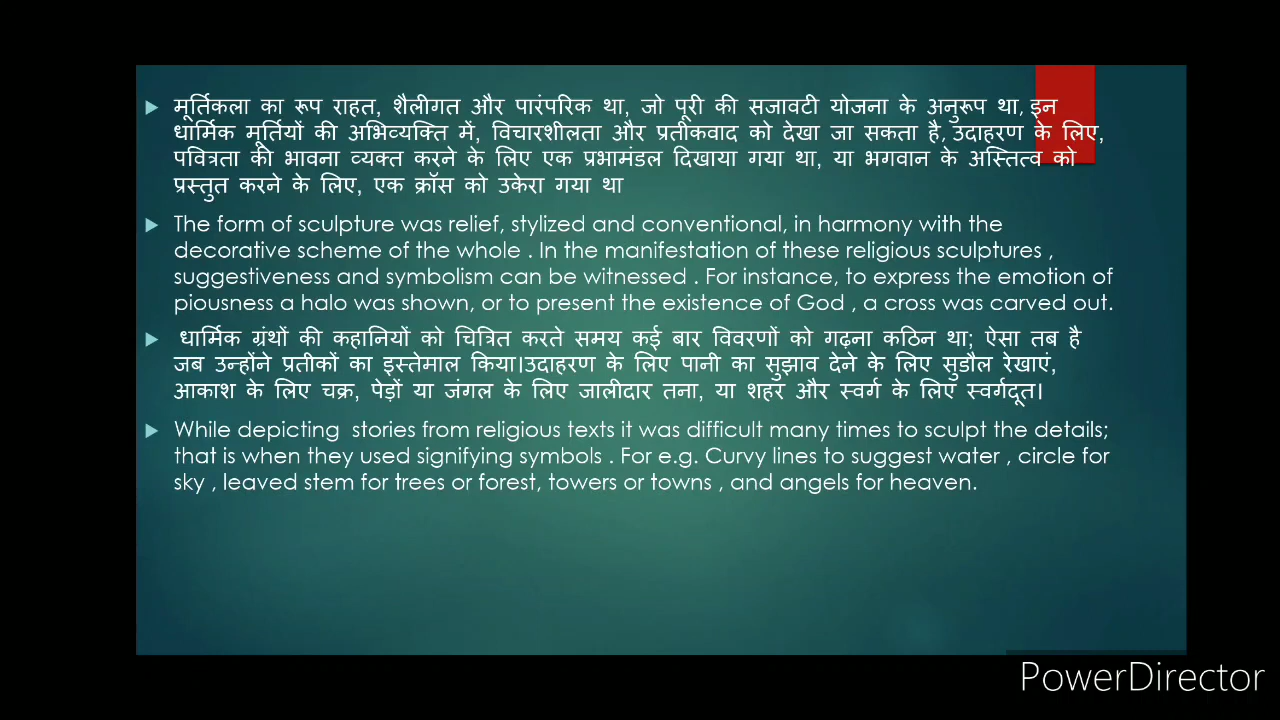 मूर्तिकला का रूप राहत, शैलीगत और पारंपरिक था, जो पूरी की सजावटी योजना के अनुरूप था, इन
धार्मिक मूर्तियों की अभिव्यक्ति में, विचारशीलता और प्रतीकवाद को देखा जा सकता है, उदाहरण के लिए,
पवित्रता की भावना व्यक्त करने के लिए एक प्रभामंडल दिखाया गया था, या भगवान के अस्तित्व को
प्रस्तुत करने के लिए, एक क्रॉस को उकेरा गया था
The form of sculpture was relief, stylized and conventional, in harmony with the
decorative scheme of the whole . In the manifestation of these religious sculptures ,
suggestiveness and symbolism can be witnessed . For instance, to express the emotion of
piousness a halo was shown, or to present the existence of God , a cross was carved out.
धार्मिक ग्रंथों की कहानियों को चित्रित करते समय कई बार विवरणों को गढ़ना कठिन था; ऐसा तब है
जब उन्होंने प्रतीकों का इस्तेमाल किया।उदाहरण के लिए पानी का सुझाव देने के लिए सुडौल रेखाएं,
आकाश के लिए चक्र, पेड़ों या जंगल के लिए जालीदार तना, या शहर और स्वर्ग के लिए स्वर्गदूत।
While depicting  stories from religious texts it was difficult many times to sculpt the details;
that is when they used signifying symbols . For e.g. Curvy lines to suggest water , circle for
sky , leaved stem for trees or forest, towers or towns , and angels for heaven.
PowerDirector